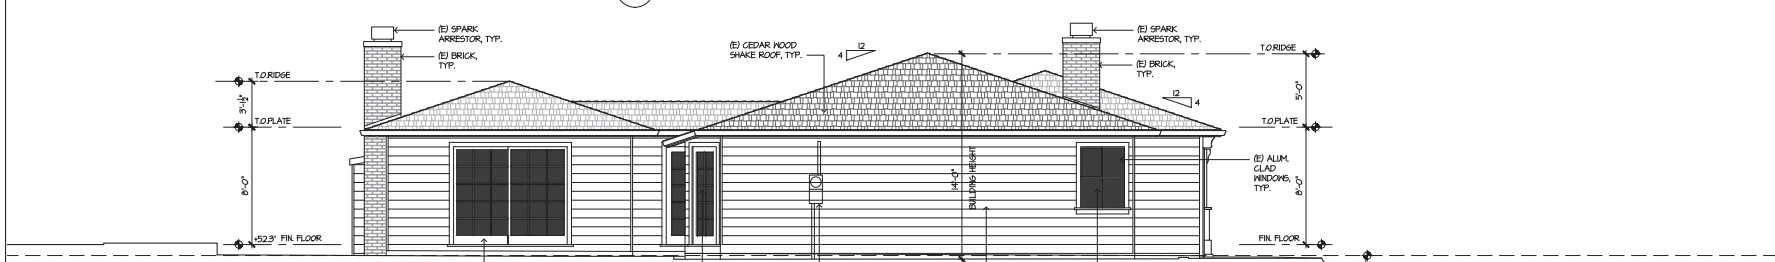 (E) SPARK
ARRESTOR, TYP.
(E) BRICK,
TYP.
T.O.RIDGE
3'-1½"
T.O.PLATE
8'-0"
+52.3' FIN. FLOOR
(E) CEDAR WOOD
SHAKE ROOF, TYP.
12
4
14'-0"
BUILDING HEIGHT
(E) SPARK
ARRESTOR, TYP.
(E) BRICK,
TYP.
12
4
T.O.RIDGE
5'-0"
T.O.PLATE
(E) ALUM.
CLAD
WINDOWS,
TYP.
8'-0"
FIN. FLOOR